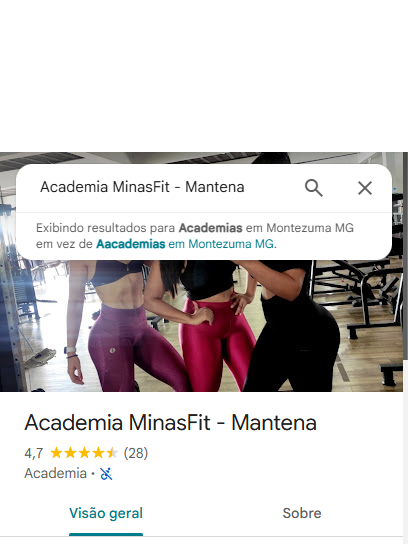 Academia MinasFit - Mantena
Exibindo resultados para Academias em Montezuma MG
em vez de Aacademias em Montezuma MG.
Academia MinasFit - Mantena
4,7 (28)
Academia ·
Visão geral Sobre